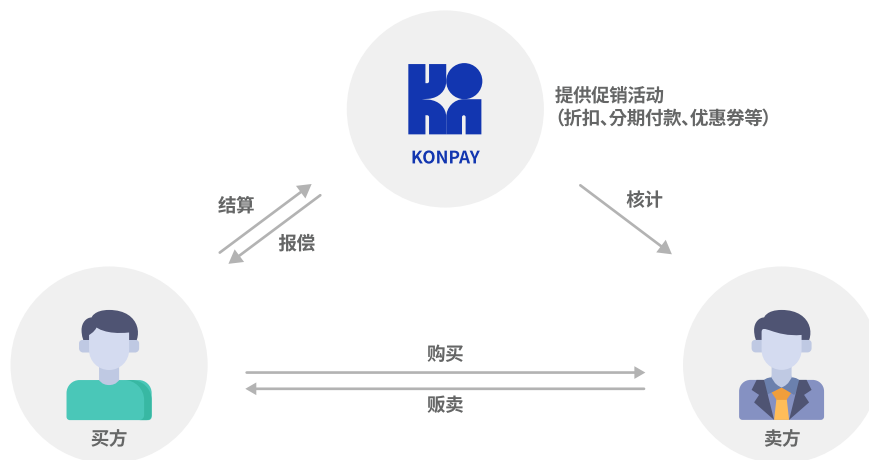 提供促销活动
（折扣、分期付款、优惠券等）
KONPAY
结算
核计
报偿
购买
贩卖
买方
卖方